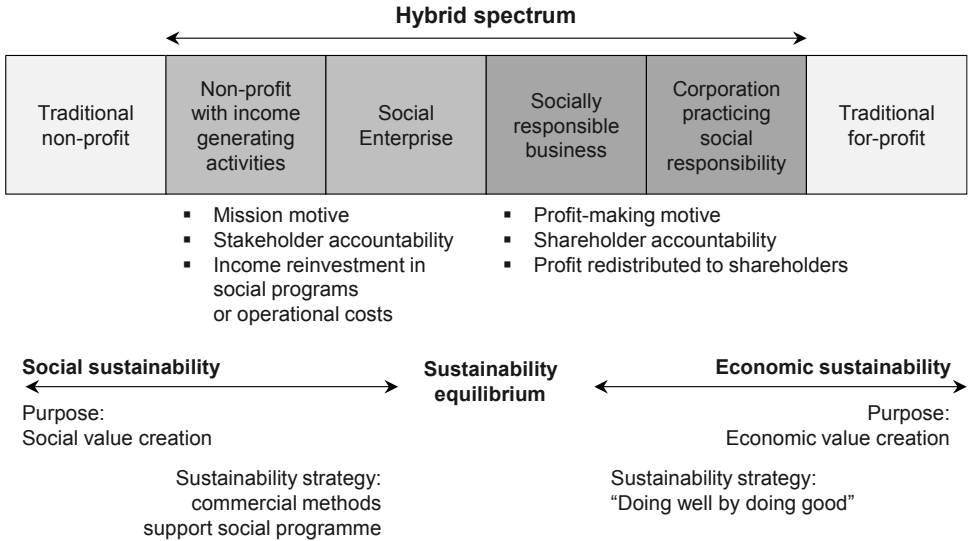 Hybrid spectrum
Traditional
non-profit
Non-profit
with income
generating
activities
Social
Enterprise
Socially
responsible
business
Corporation
practicing
social
responsibility
Traditional
for-profit
▪ Mission motive
▪ Stakeholder accountability
▪ Income reinvestment in
social programs
or operational costs
▪ Profit-making motive
▪ Shareholder accountability
▪ Profit redistributed to shareholders
Social sustainability
Purpose:
Social value creation
Sustainability strategy:
commercial methods
support social programme
Sustainability
equilibrium
Economic sustainability
Purpose:
Economic value creation
Sustainability strategy:
“Doing well by doing good”